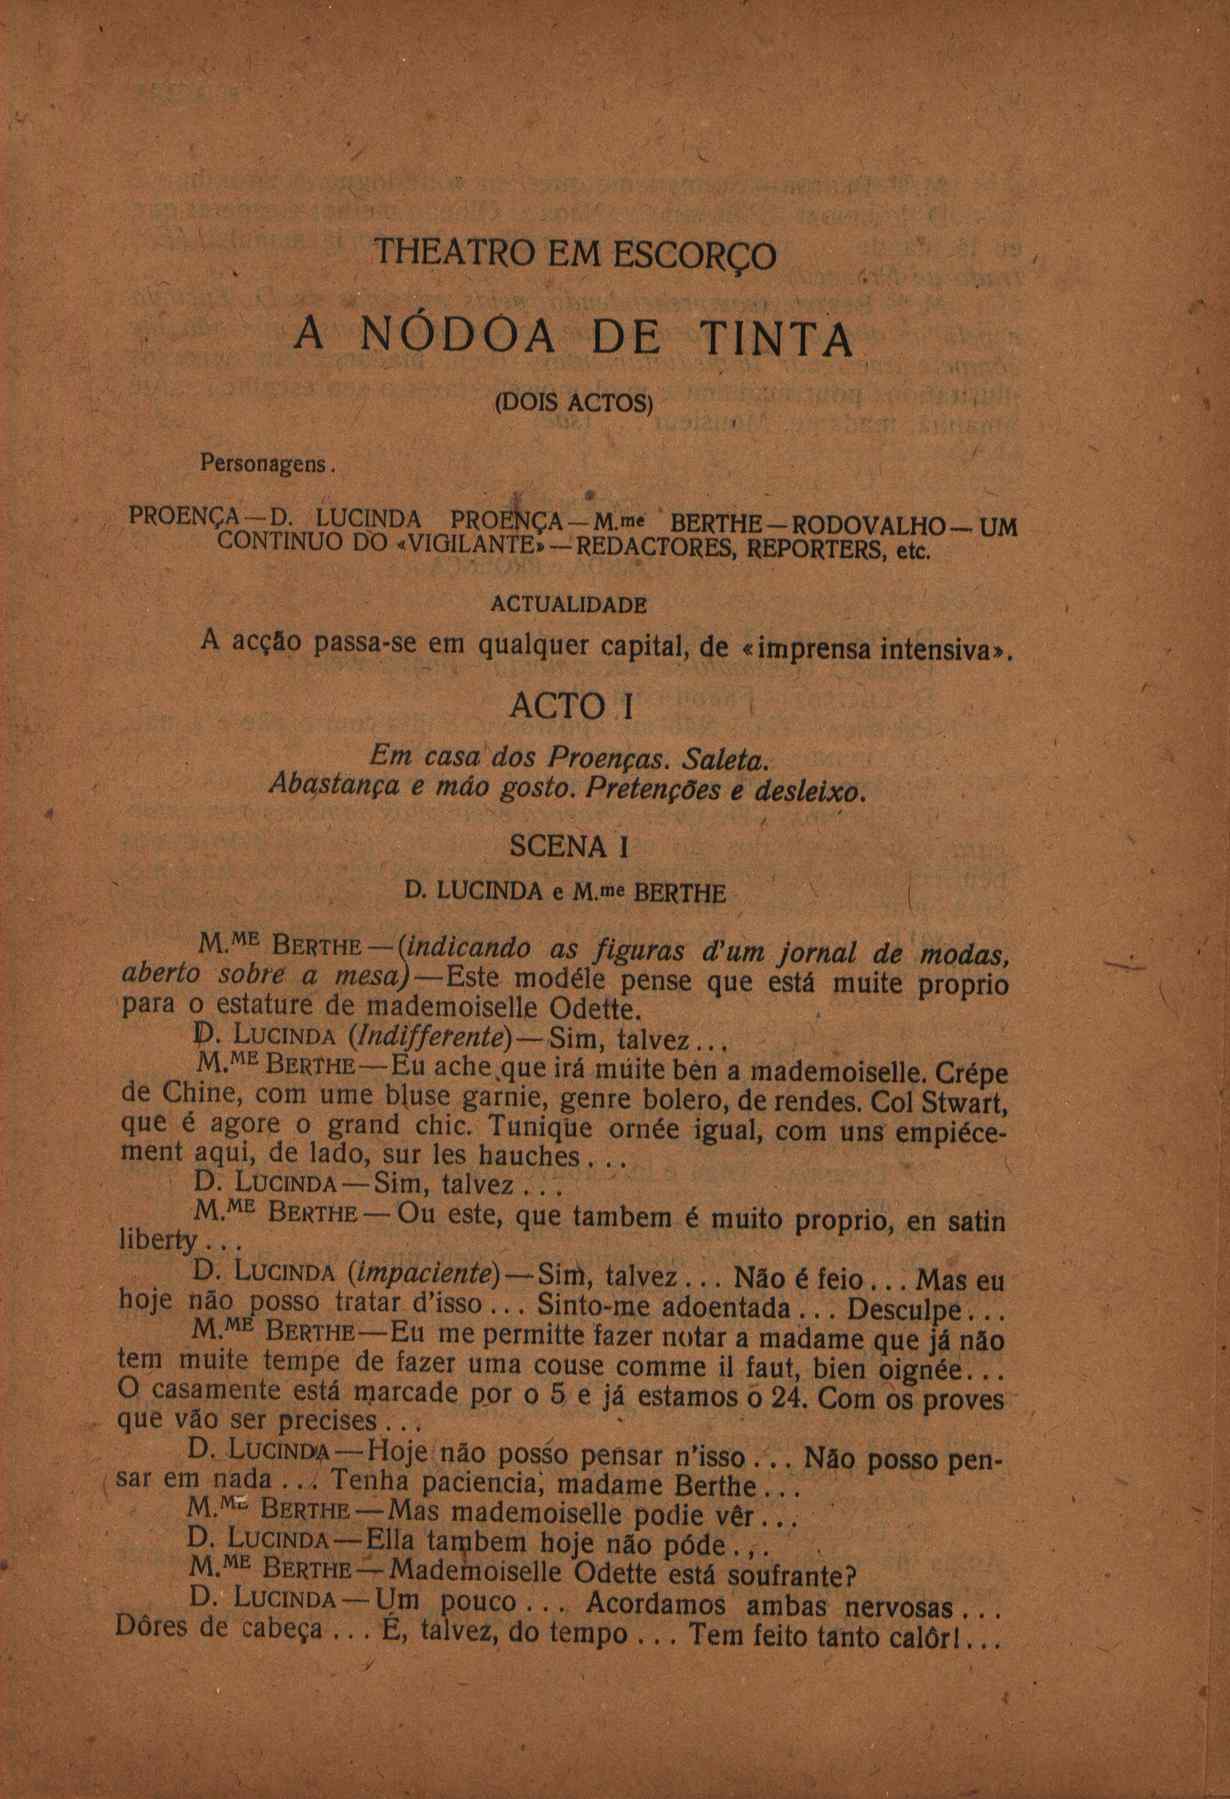 THEATRO EM ESCORÇO
A NÓDOA DE TINTA
(DOIS ACTOS)
Personagens.
PROENÇA—D. LUCINDA PROENÇA—M.me BERTHE—RODOVALHO—UM
CONTINUO DO «VIGILANTE»—REDACTORES, REPORTERS, etc.
ACTUALIDADE
A acção passa-se em qualquer capital, de «imprensa intensiva».
ACTO I
Em casa dos Proenças. Saleta.
Abastança e máo gosto. Pretenções e desleixo.
SCENA I
D. LUCINDA e M.me BERTHE
M.ME BERTHE—(indicando as figuras d'um jornal de modas,
aberto sobre a mesa)—Este modéle pense que está muite proprio
para o estature de mademoiselle Odette.
D. LUCINDA (Indifferente)—Sim, talvez...
M.ME BERTHE—Eu ache que irá muite bèn a mademoiselle. Crépe
de Chine, com ume bluse garnie, genre bolero, de rendes. Col Stwart,
que é agore o grand chic. Tunique ornée igual, com uns empiéce-
ment aqui, de lado, sur les hauches...
D. LUCINDA—Sim, talvez...
M.ME BERTHE—Ou este, que tambem é muito proprio, en satin
liberty...
D. LUCINDA (impaciente)—Sim, talvez... Não é feio... Mas eu
hoje não posso tratar d'isso... Sinto-me adoentada... Desculpe...
M.ME BERTHE—Eu me permitte fazer notar a madame que já não
tem muite tempe de fazer uma couse comme il faut, bien oignée...
O casamente está marcade por o 5 e já estamos o 24. Com os proves
que vão ser precises...
D. LUCINDA—Hoje não posso pensar n'isso... Não posso pen-
sar em nada... Tenha paciencia, madame Berthe...
M.ME BERTHE—Mas mademoiselle podie vêr...
D. LUCINDA—Ella tambem hoje não póde...
M.ME BERTHE—Mademoiselle Odette está soufrante?
D. LUCINDA—Um pouco... Acordamos ambas nervosas...
Dôres de cabeça... É, talvez, do tempo... Tem feito tanto calôr!...